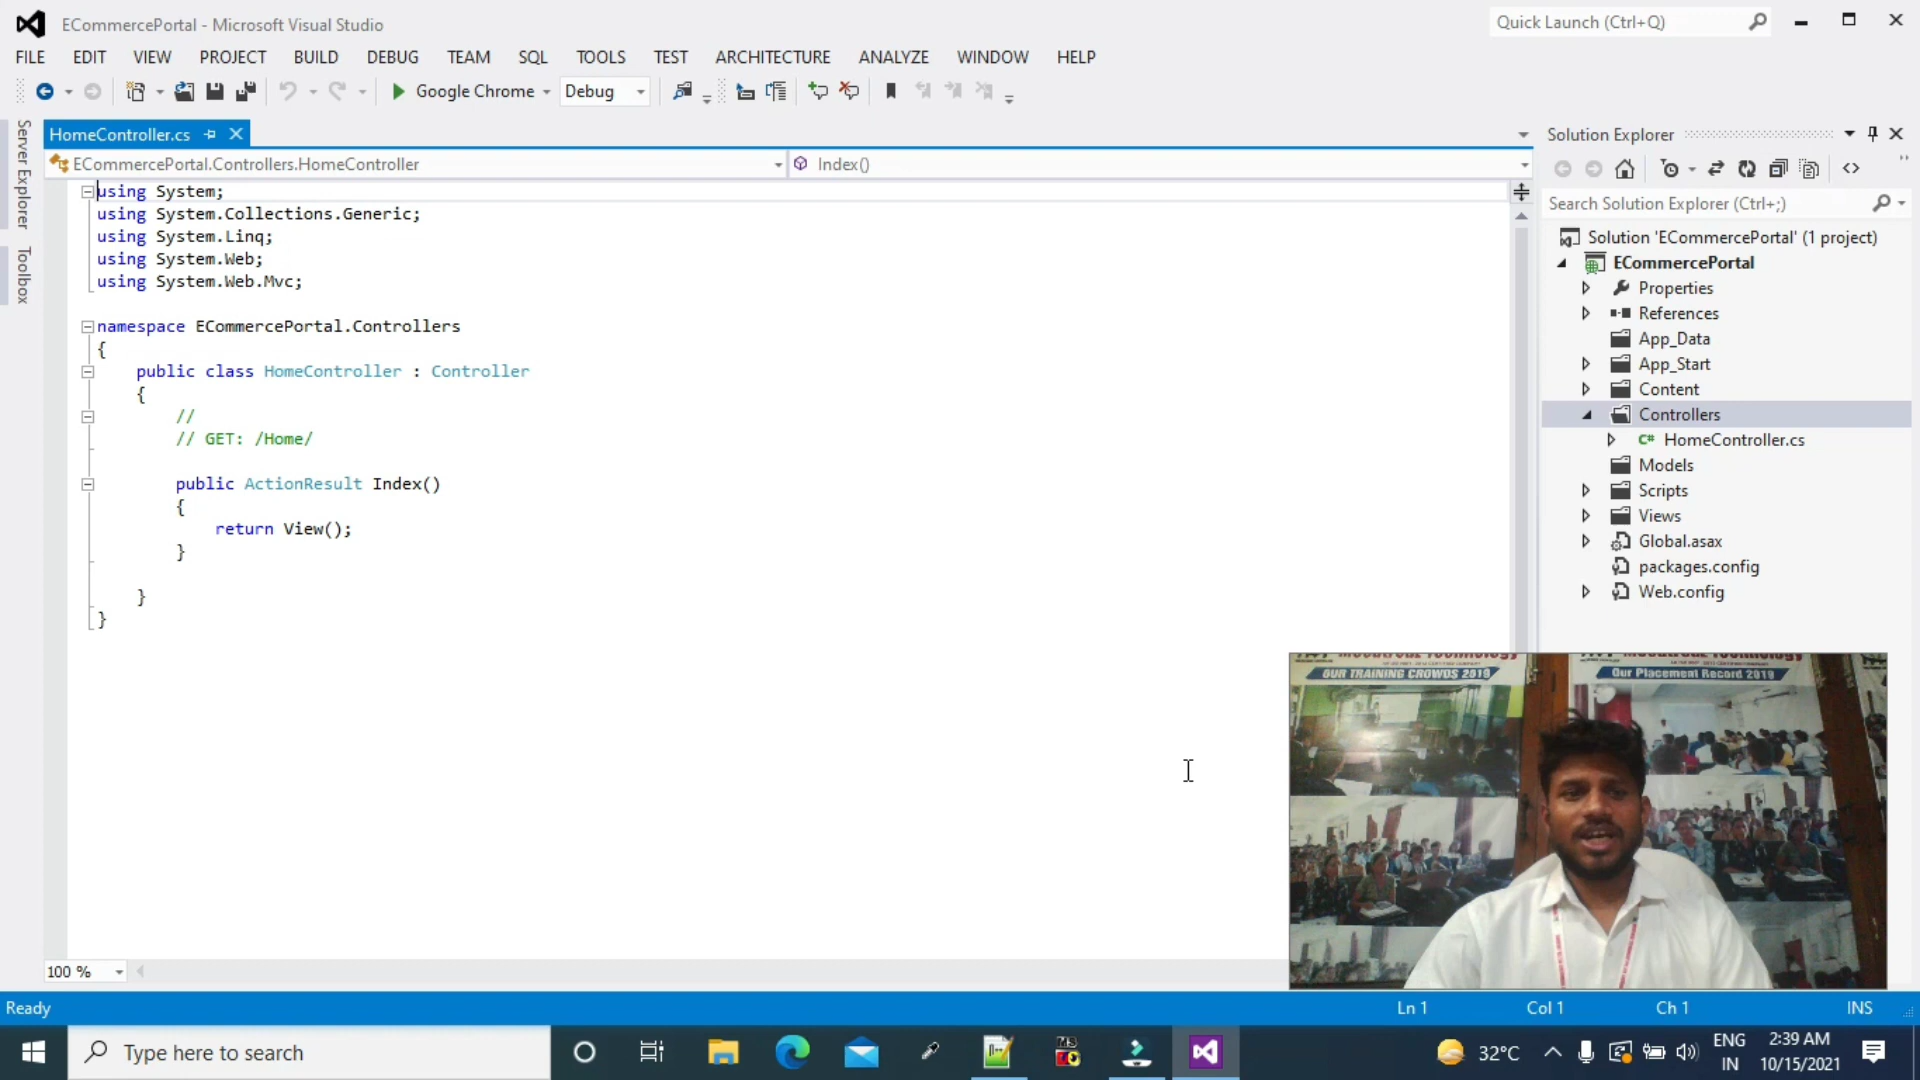 ECommercePortal - Microsoft Visual Studio
Quick Launch (Ctrl+Q)
FILE EDIT VIEW PROJECT BUILD DEBUG TEAM SQL TOOLS TEST ARCHITECTURE ANALYZE WINDOW HELP
Google Chrome Debug
Server Explorer
Toolbox
HomeController.cs
ECommercePortal.Controllers.HomeController Index()
using System;
using System.Collections.Generic;
using System.Linq;
using System.Web;
using System.Web.Mvc;
namespace ECommercePortal.Controllers
{
public class HomeController : Controller
{
//
// GET: /Home/
public ActionResult Index()
{
return View();
}
}
}
Solution Explorer
Search Solution Explorer (Ctrl+;)
Solution 'ECommercePortal' (1 project)
ECommercePortal
Properties
References
App_Data
App_Start
Content
Controllers
C# HomeController.cs
Models
Scripts
Views
Global.asax
packages.config
Web.config
OUR TRAINING CROWDS 2019
Our Placement Record 2019
100 %
Ready Ln 1 Col 1 Ch 1 INS
Type here to search
32°C
ENG
IN
2:39 AM
10/15/2021